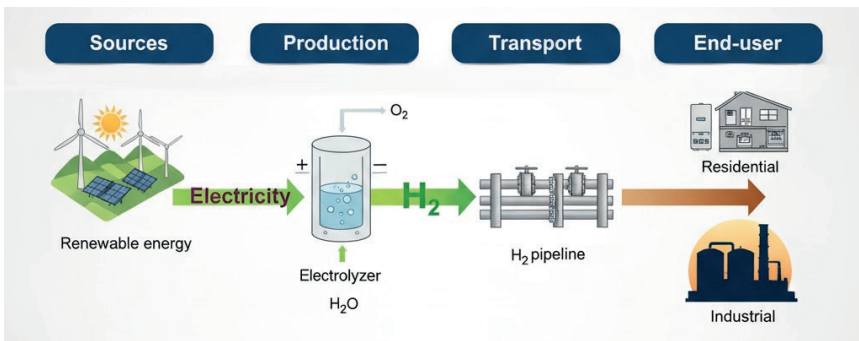 Sources
Production
Transport
End-user
Renewable energy
Electricity
+
−
O₂
Electrolyzer
H₂O
H₂
H₂ pipeline
Residential
Industrial